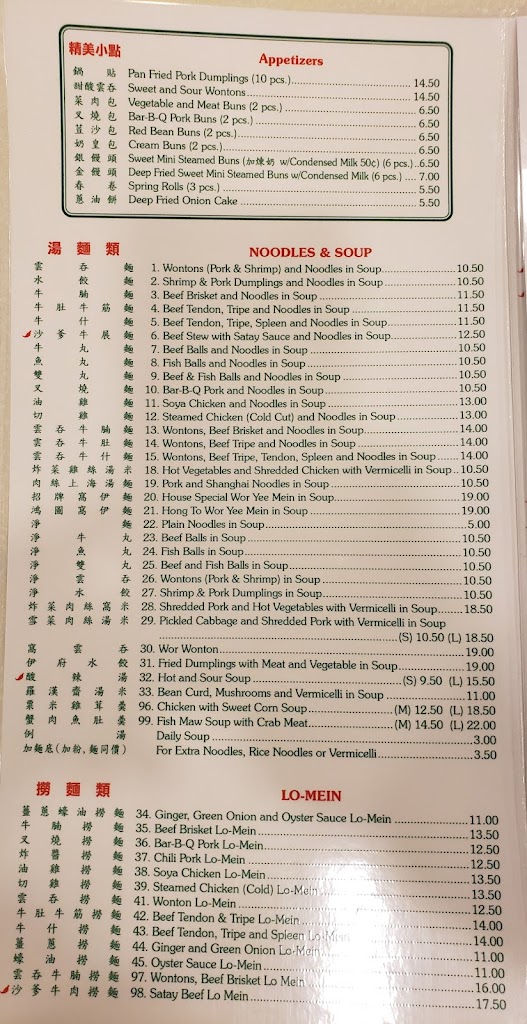 精美小點 Appetizers
鍋貼 Pan Fried Pork Dumplings (10 pcs.) 14.50
甜酸雲吞 Sweet and Sour Wontons 14.50
菜肉包 Vegetable and Meat Buns (2 pcs.) 6.50
叉燒包 Bar-B-Q Pork Buns (2 pcs.) 6.50
荳沙包 Red Bean Buns (2 pcs.) 6.50
奶皇包 Cream Buns (2 pcs.) 6.50
銀饅頭 Sweet Mini Steamed Buns (加煉奶 w/Condensed Milk 50¢) (6 pcs.) 6.50
金饅頭 Deep Fried Sweet Mini Steamed Buns w/Condensed Milk (6 pcs.) 7.00
春卷 Spring Rolls (3 pcs.) 5.50
蔥油餅 Deep Fried Onion Cake 5.50
湯麵類 NOODLES & SOUP
雲吞麵 1. Wontons (Pork & Shrimp) and Noodles in Soup 10.50
水餃麵 2. Shrimp & Pork Dumplings and Noodles in Soup 10.50
牛腩麵 3. Beef Brisket and Noodles in Soup 11.50
牛肚牛筋麵 4. Beef Tendon, Tripe and Noodles in Soup 11.50
牛什麵 5. Beef Tendon, Tripe, Spleen and Noodles in Soup 11.50
沙爹牛展麵 6. Beef Stew with Satay Sauce and Noodles in Soup 12.50
牛丸麵 7. Beef Balls and Noodles in Soup 10.50
魚丸麵 8. Fish Balls and Noodles in Soup 10.50
雙丸麵 9. Beef & Fish Balls and Noodles in Soup 10.50
叉燒麵 10. Bar-B-Q Pork and Noodles in Soup 10.50
油雞麵 11. Soya Chicken and Noodles in Soup 13.00
切雞麵 12. Steamed Chicken (Cold Cut) and Noodles in Soup 13.00
雲吞牛腩麵 13. Wontons, Beef Brisket and Noodles in Soup 14.00
雲吞牛肚麵 14. Wontons, Beef Tripe and Noodles in Soup 14.00
雲吞牛什麵 15. Wontons, Beef Tripe, Tendon, Spleen and Noodles in Soup 14.00
炸菜雞絲湯米 18. Hot Vegetables and Shredded Chicken with Vermicelli in Soup 10.50
肉絲上海湯麵 19. Pork and Shanghai Noodles in Soup 10.50
招牌窩伊麵 20. House Special Wor Yee Mein in Soup 19.00
鴻圖窩伊麵 21. Hong To Wor Yee Mein in Soup 19.00
淨麵 22. Plain Noodles in Soup 5.00
淨牛丸 23. Beef Balls in Soup 10.50
淨魚丸 24. Fish Balls in Soup 10.50
淨雙丸 25. Beef and Fish Balls in Soup 10.50
淨雲吞 26. Wontons (Pork & Shrimp) in Soup 10.50
淨水餃 27. Shrimp & Pork Dumplings in Soup 10.50
炸菜肉絲窩米 28. Shredded Pork and Hot Vegetables with Vermicelli in Soup 18.50
雪菜肉絲湯米 29. Pickled Cabbage and Shredded Pork with Vermicelli in Soup
(S) 10.50 (L) 18.50
窩雲吞 30. Wor Wonton 19.00
伊府水餃 31. Fried Dumplings with Meat and Vegetable in Soup 19.00
酸辣湯 32. Hot and Sour Soup (S) 9.50 (L) 15.50
羅漢齋湯米 33. Bean Curd, Mushrooms and Vermicelli in Soup 11.00
粟米雞茸羹 96. Chicken with Sweet Corn Soup (M) 12.50 (L) 18.50
蟹肉魚肚羹 99. Fish Maw Soup with Crab Meat (M) 14.50 (L) 22.00
例湯 Daily Soup 3.00
加麵底(加粉,麵同價) For Extra Noodles, Rice Noodles or Vermicelli 3.50
撈麵類 LO-MEIN
薑蔥蠔油撈麵 34. Ginger, Green Onion and Oyster Sauce Lo-Mein 11.00
牛腩撈麵 35. Beef Brisket Lo-Mein 13.50
叉燒撈麵 36. Bar-B-Q Pork Lo-Mein 12.50
炸醬撈麵 37. Chili Pork Lo-Mein 12.50
油雞撈麵 38. Soya Chicken Lo-Mein 13.50
切雞撈麵 39. Steamed Chicken (Cold) Lo-Mein 13.50
雲吞撈麵 41. Wonton Lo-Mein 12.50
牛肚牛筋撈麵 42. Beef Tendon & Tripe Lo-Mein 14.00
牛什撈麵 43. Beef Tendon, Tripe and Spleen Lo-Mein 14.00
薑蔥撈麵 44. Ginger and Green Onion Lo-Mein 11.00
蠔油撈麵 45. Oyster Sauce Lo-Mein 11.00
雲吞牛腩撈麵 97. Wontons, Beef Brisket Lo Mein 16.00
沙爹牛肉撈麵 98. Satay Beef Lo Mein 17.50